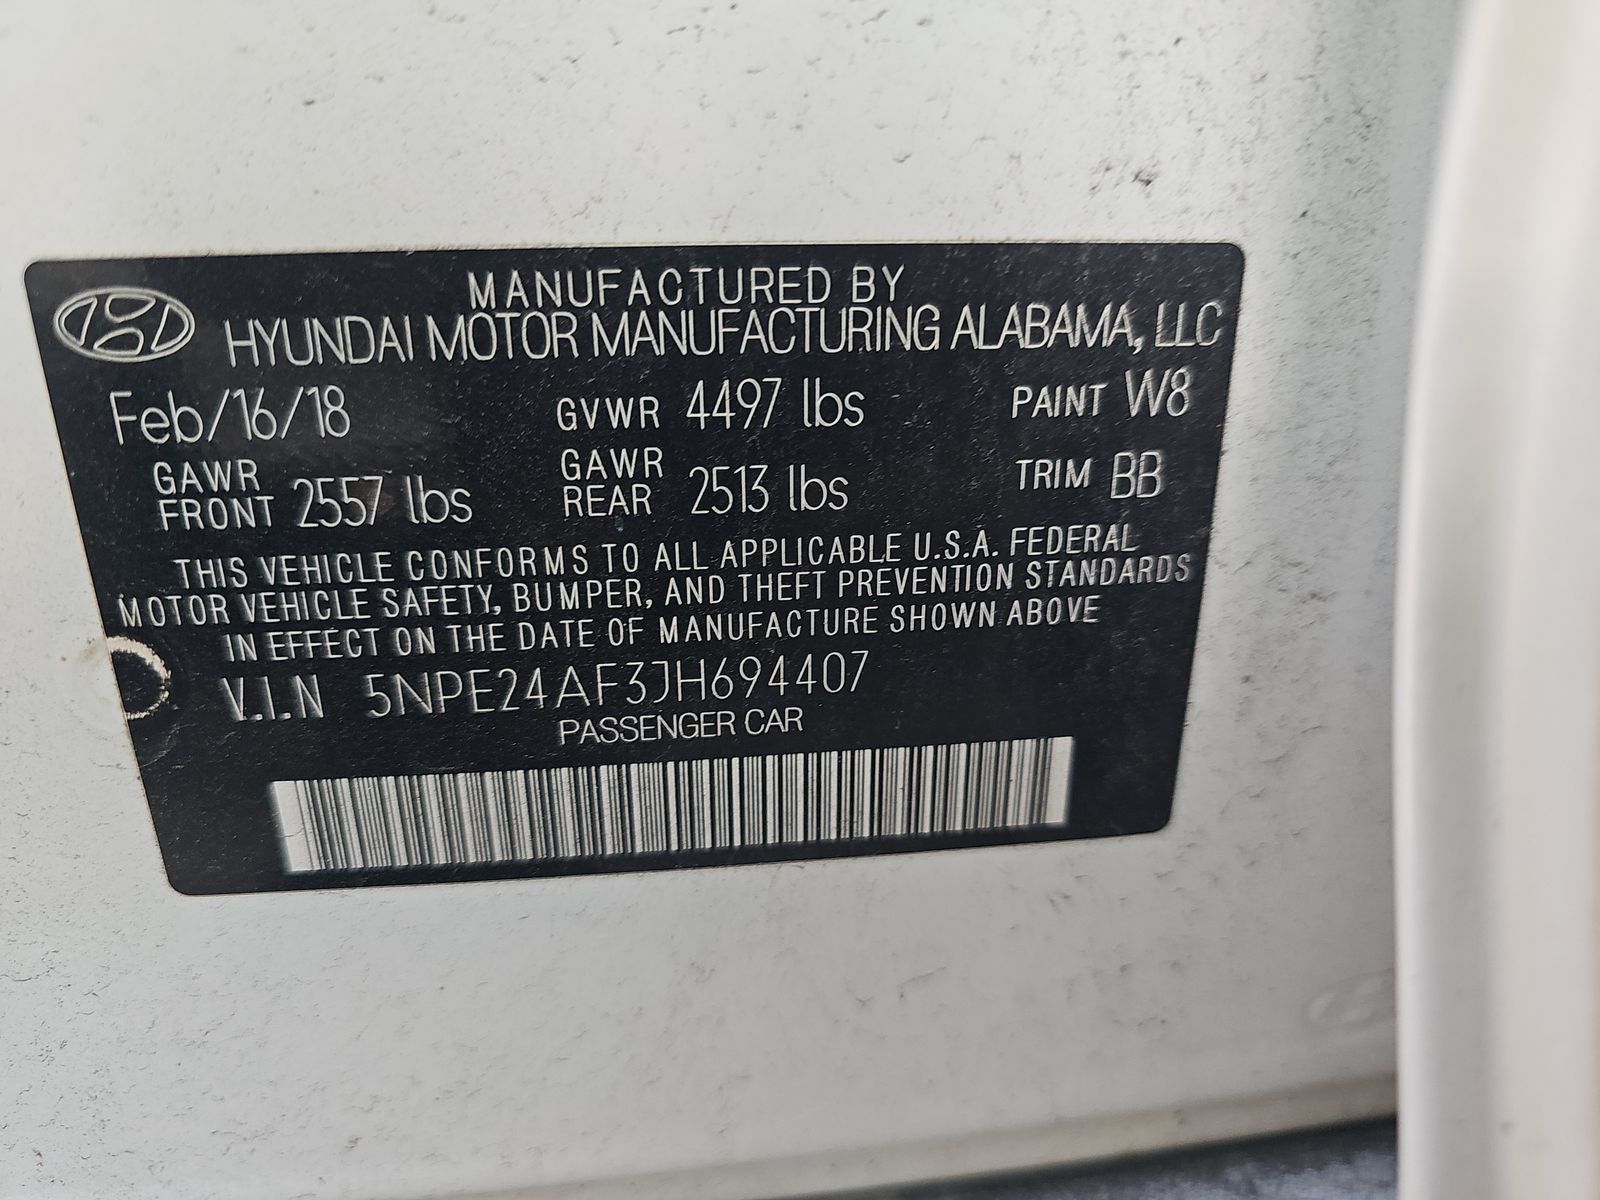 MANUFACTURED BY
HYUNDAI MOTOR MANUFACTURING ALABAMA, LLC
Feb/16/18 GVWR 4497 lbs PAINT W8
GAWR FRONT 2557 lbs GAWR REAR 2513 lbs TRIM BB
THIS VEHICLE CONFORMS TO ALL APPLICABLE U.S.A. FEDERAL
MOTOR VEHICLE SAFETY, BUMPER, AND THEFT PREVENTION STANDARDS
IN EFFECT ON THE DATE OF MANUFACTURE SHOWN ABOVE
V.I.N 5NPE24AF3JH694407
PASSENGER CAR